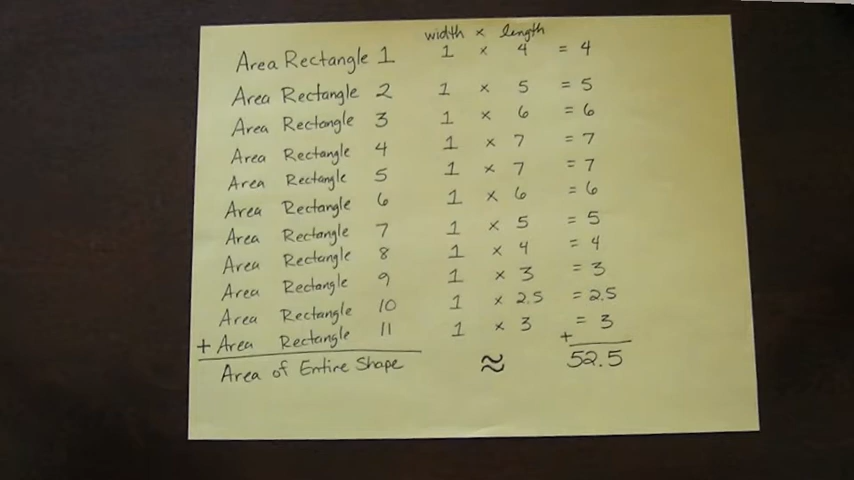 width x length
Area Rectangle 1 1 x 4 = 4
Area Rectangle 2 1 x 5 = 5
Area Rectangle 3 1 x 6 = 6
Area Rectangle 4 1 x 7 = 7
Area Rectangle 5 1 x 7 = 7
Area Rectangle 6 1 x 6 = 6
Area Rectangle 7 1 x 5 = 5
Area Rectangle 8 1 x 4 = 4
Area Rectangle 9 1 x 3 = 3
Area Rectangle 10 1 x 2.5 = 2.5
+ Area Rectangle 11 1 x 3 + = 3
Area of Entire Shape ≈ 52.5